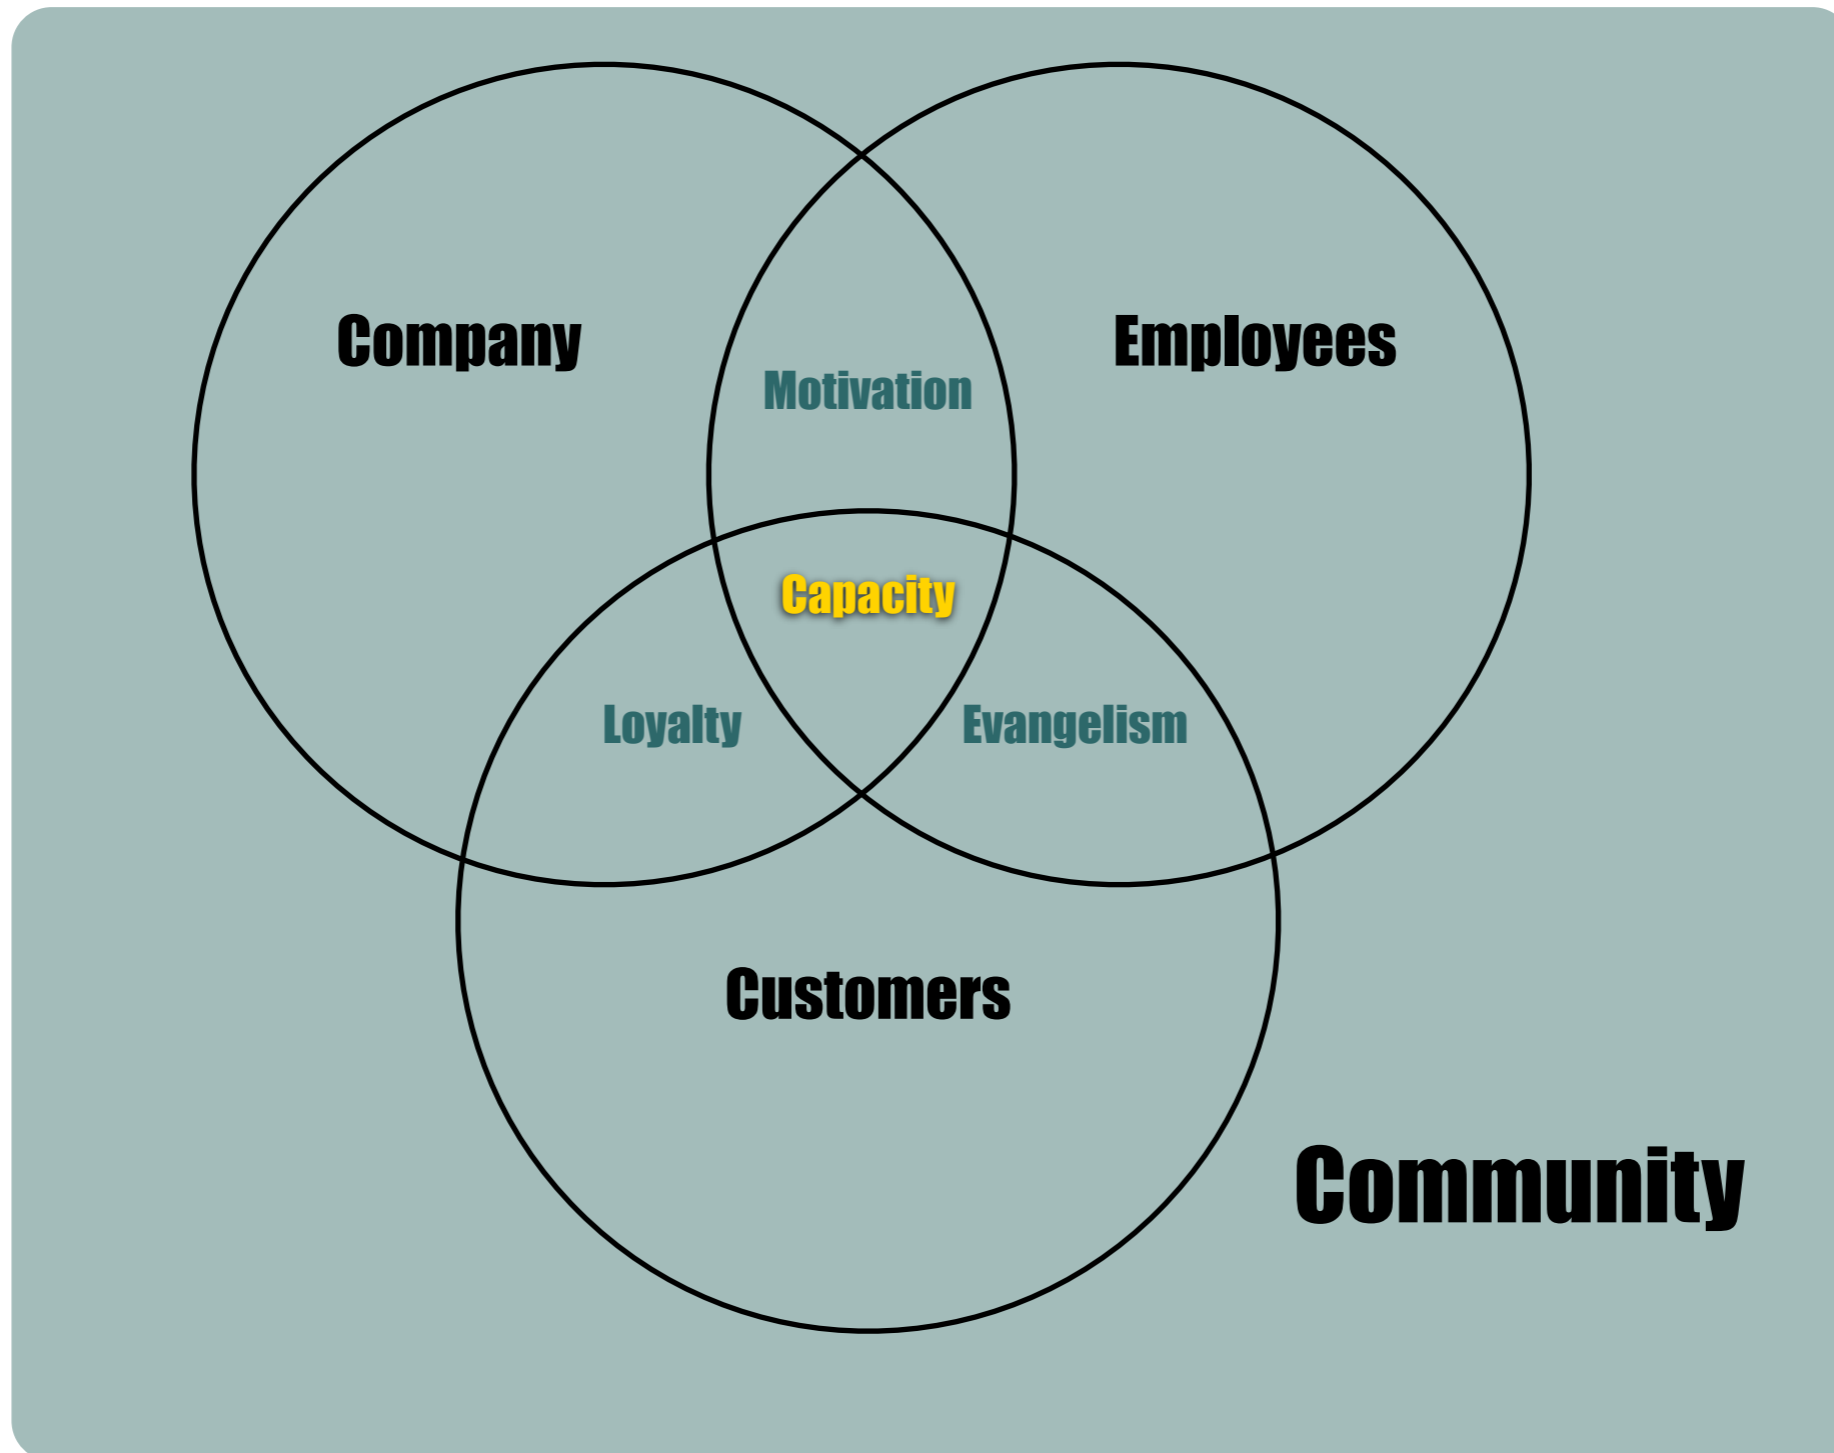 Company
Employees
Motivation
Capacity
Loyalty
Evangelism
Customers
Community